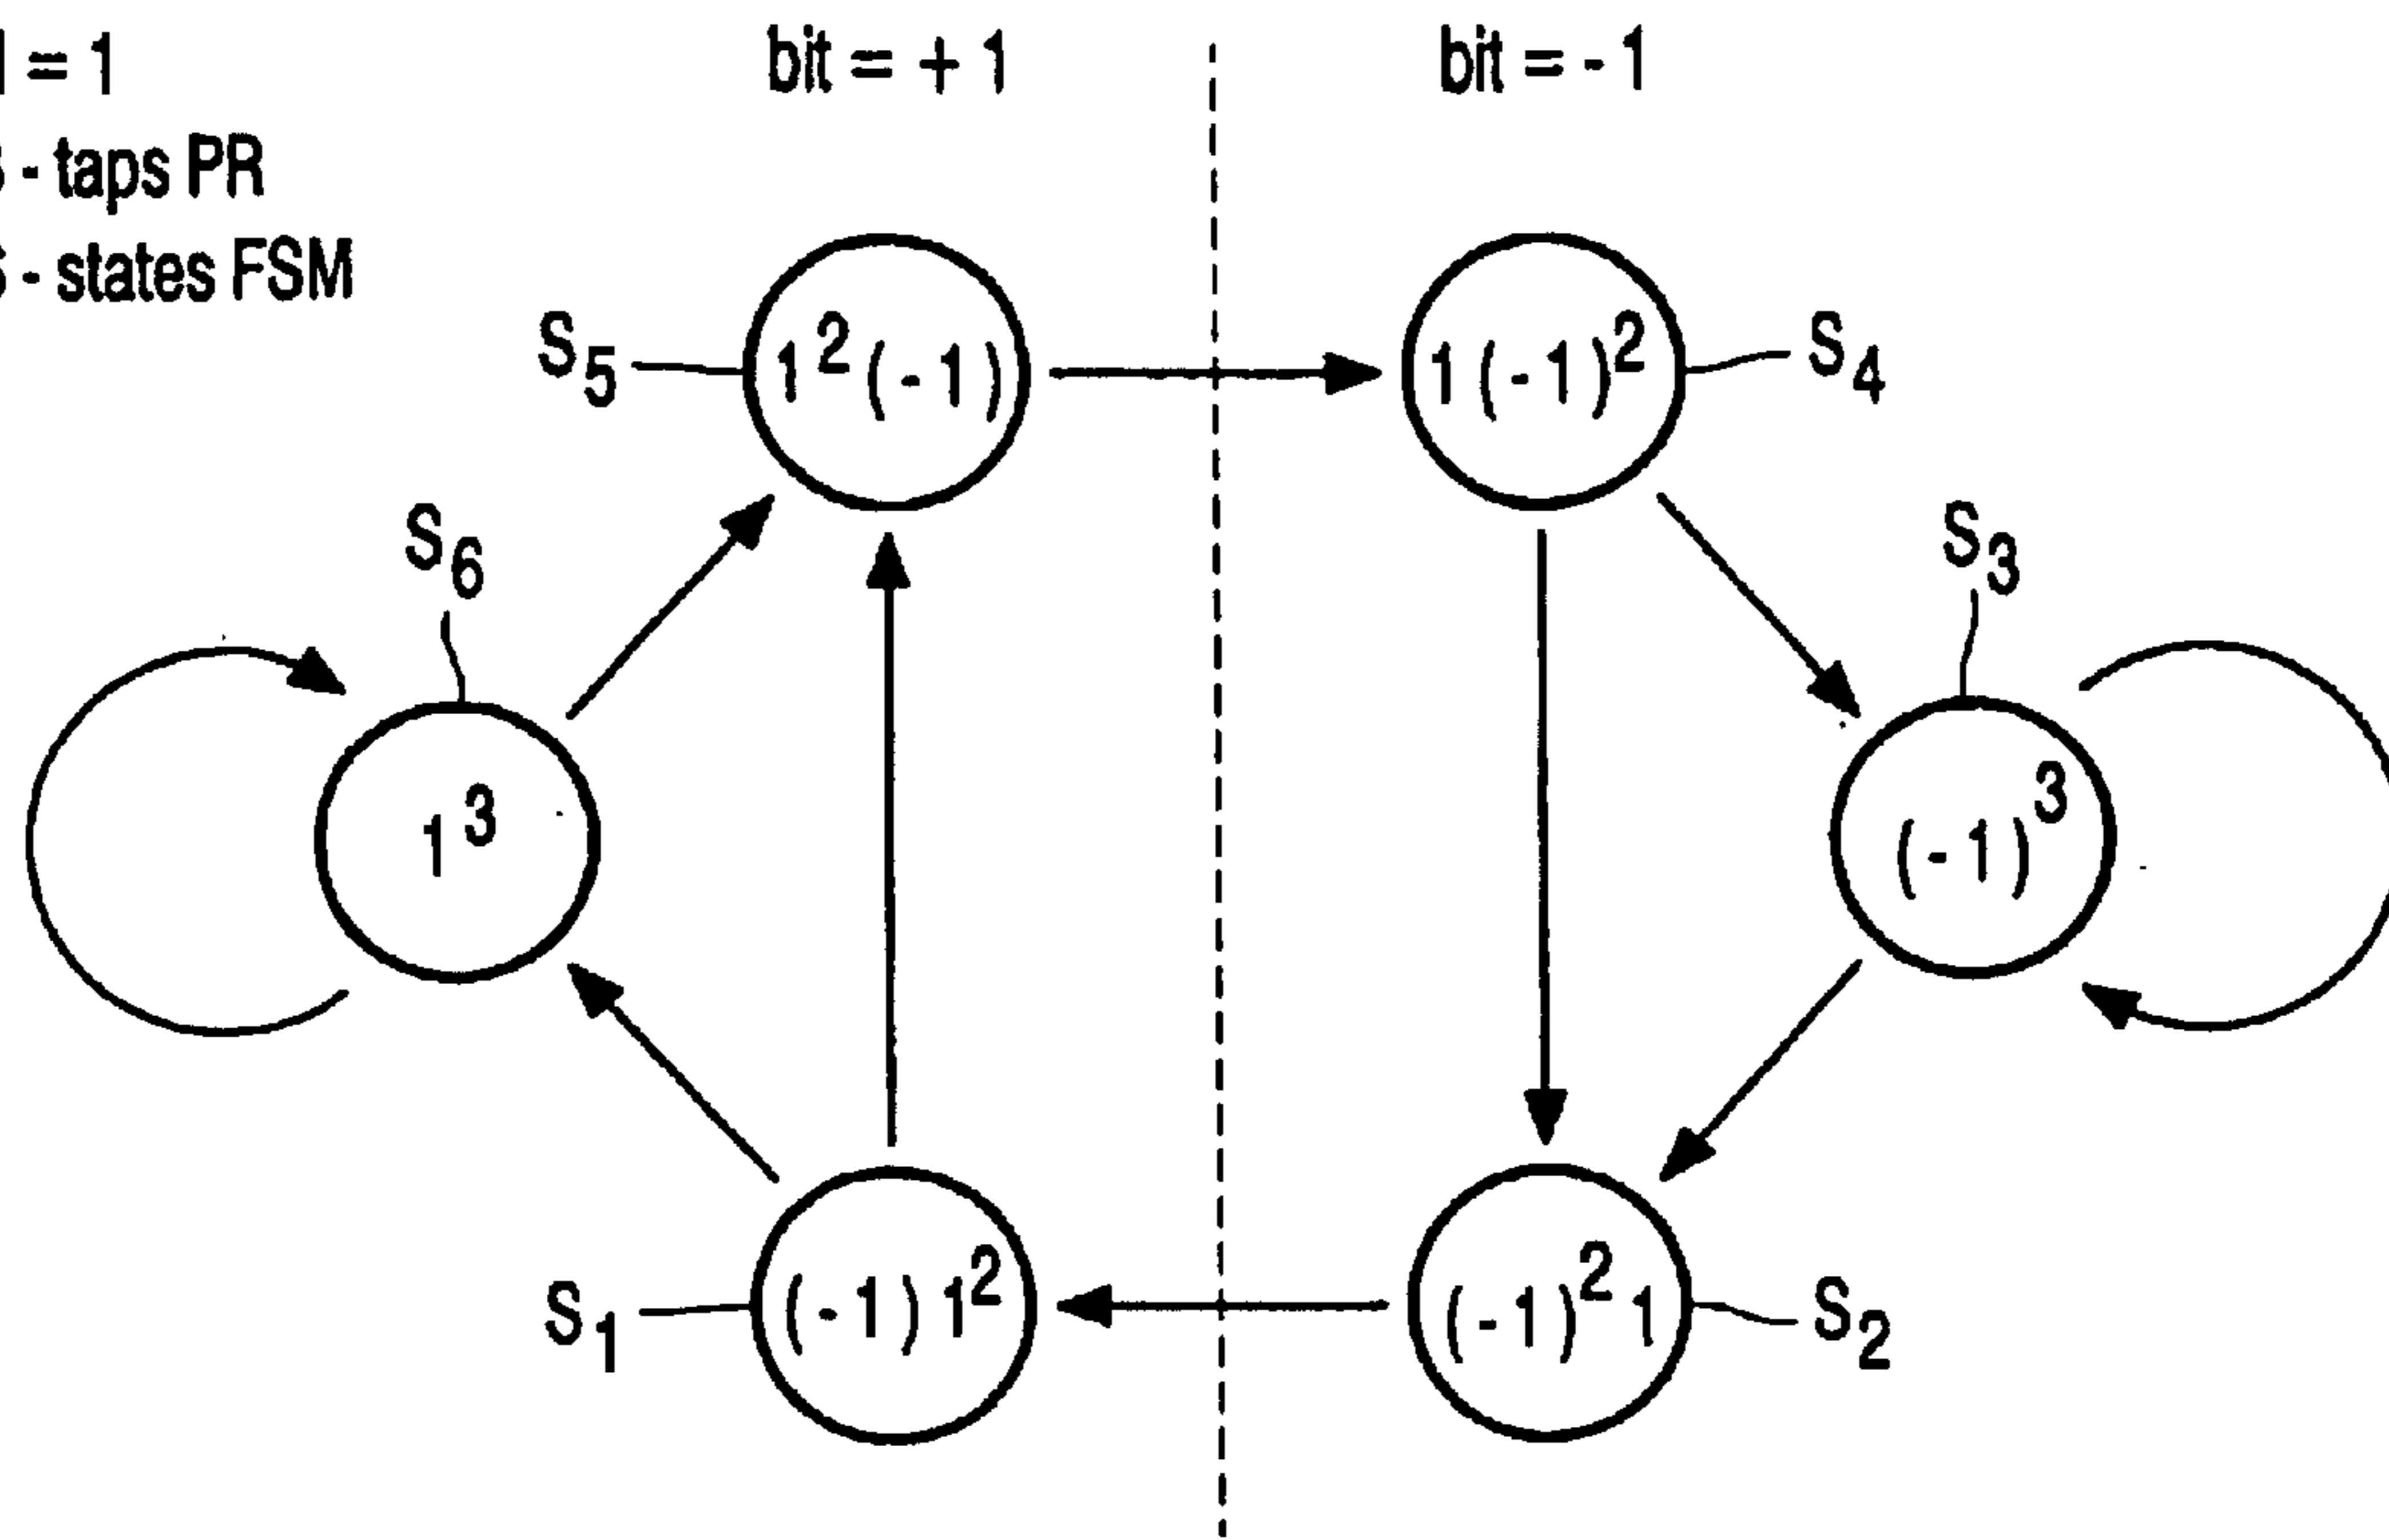 = 1
bit = + 1
bit = - 1
- taps PR
- states FSM
S5
1²(-1)
1(-1)²
S4
S6
S3
1³
(-1)³
S1
(-1)1²
(-1)²1
S2